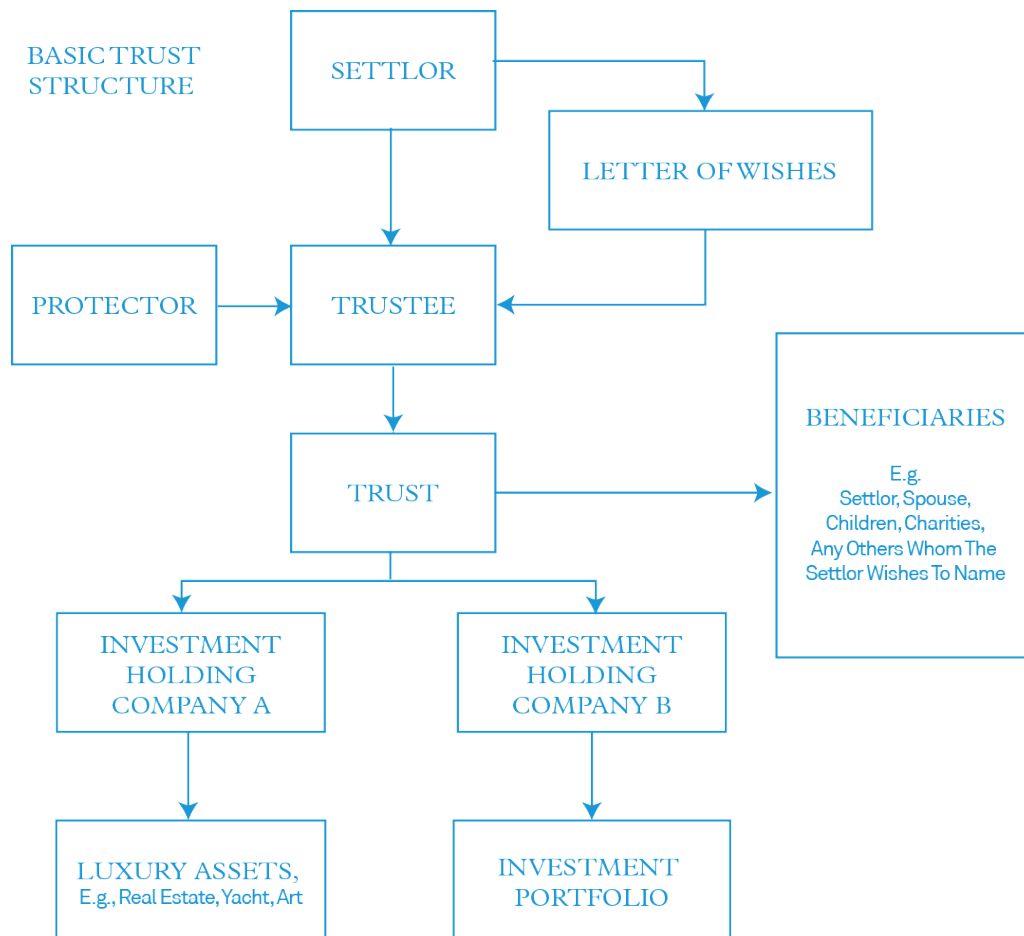 BASIC TRUST
STRUCTURE
SETTLOR
LETTER OF WISHES
PROTECTOR
TRUSTEE
BENEFICIARIES
E.g.
Settlor, Spouse,
Children, Charities,
Any Others Whom The
Settlor Wishes To Name
TRUST
INVESTMENT
HOLDING
COMPANY A
INVESTMENT
HOLDING
COMPANY B
LUXURY ASSETS,
E.g., Real Estate, Yacht, Art
INVESTMENT
PORTFOLIO